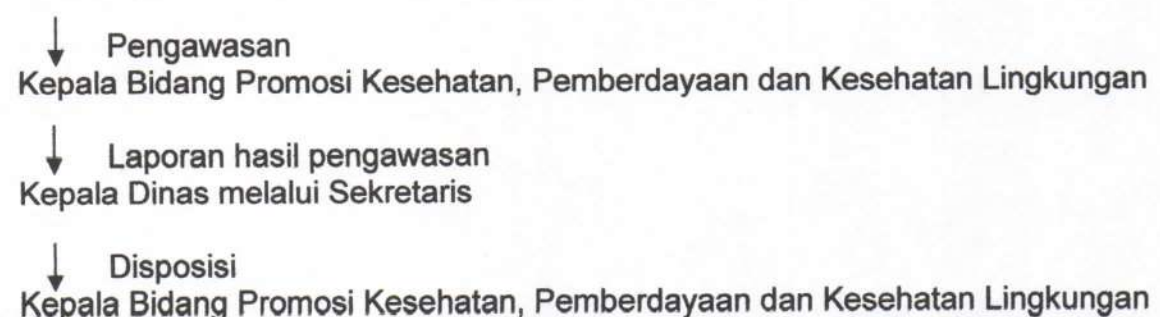 Pengawasan
Kepala Bidang Promosi Kesehatan, Pemberdayaan dan Kesehatan Lingkungan
Laporan hasil pengawasan
Kepala Dinas melalui Sekretaris
Disposisi
Kepala Bidang Promosi Kesehatan, Pemberdayaan dan Kesehatan Lingkungan